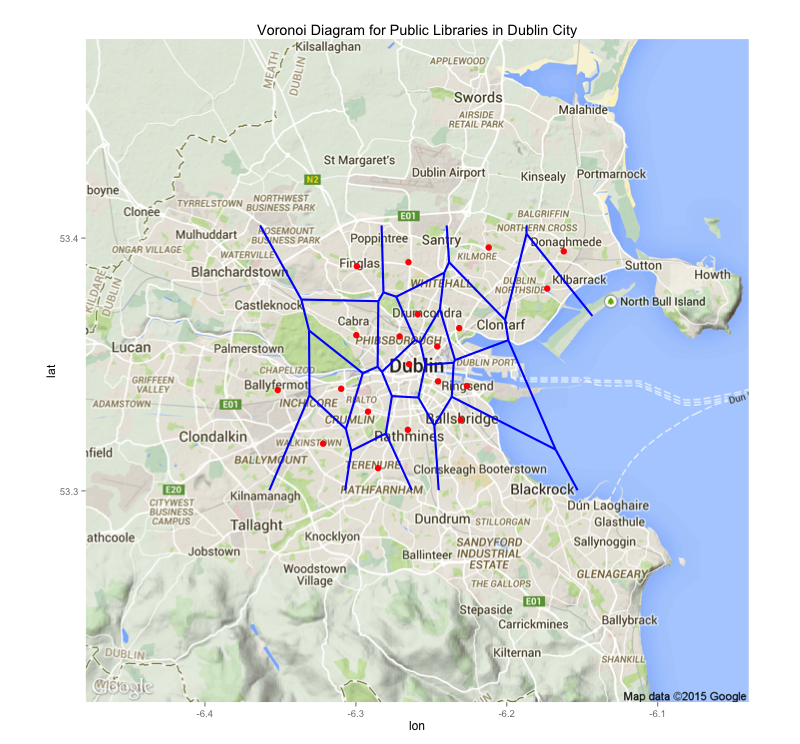 Voronoi Diagram for Public Libraries in Dublin City
Kilsallaghan
MEATH
DUBLIN
APPLEWOOD
Swords
Malahide
AIRSIDE
RETAIL PARK
St Margaret's
Dublin Airport
N2
Kinsealy
Portmarnock
boyne
TYRRELSTOWN
NORTHWEST
BUSINESS PARK
Clonee
E01
BALGRIFFIN
NORTHERN CROSS
53.4
Mulhuddart
ROSEMOUNT
BUSINESS PARK
Poppintree
Santry
Donaghmede
ONGAR VILLAGE
WATERVILLE
Finglas
KILMORE
Sutton
Howth
Blanchardstown
WHITEHALL
DUBLIN
NORTHSIDE
Kilbarrack
KILDARE
DUBLIN
North Bull Island
Castleknock
Cabra
Drumcondra
Clontarf
PHIBSBOROUGH
Lucan
Palmerstown
Dublin
DUBLIN PORT
lat
CHAPELIZOD
GRIFFEEN
VALLEY
Ballyfermot
Ringsend
Dun
ADAMSTOWN
E01
INCHICORE
RIALTO
CRUMLIN
Ballsbridge
Clondalkin
WALKINSTOWN
Rathmines
nfield
BALLYMOUNT
TERENURE
Clonskeagh
Booterstown
53.3
E20
Kilnamanagh
RATHFARNHAM
Blackrock
CITYWEST
BUSINESS
CAMPUS
Dun Laoghaire
Tallaght
Dundrum
STILLORGAN
Glasthule
athcoole
Knocklyon
Jobstown
SANDYFORD
INDUSTRIAL
ESTATE
Sallynoggin
Ballinteer
Woodstown
Village
GLENAGEARY
THE GALLOPS
E01
Stepaside
Carrickmines
Ballybrack
DUBLIN
Kilternan
SHANKILL
Google
Map data ©2015 Google
-6.4
-6.3
-6.2
-6.1
lon